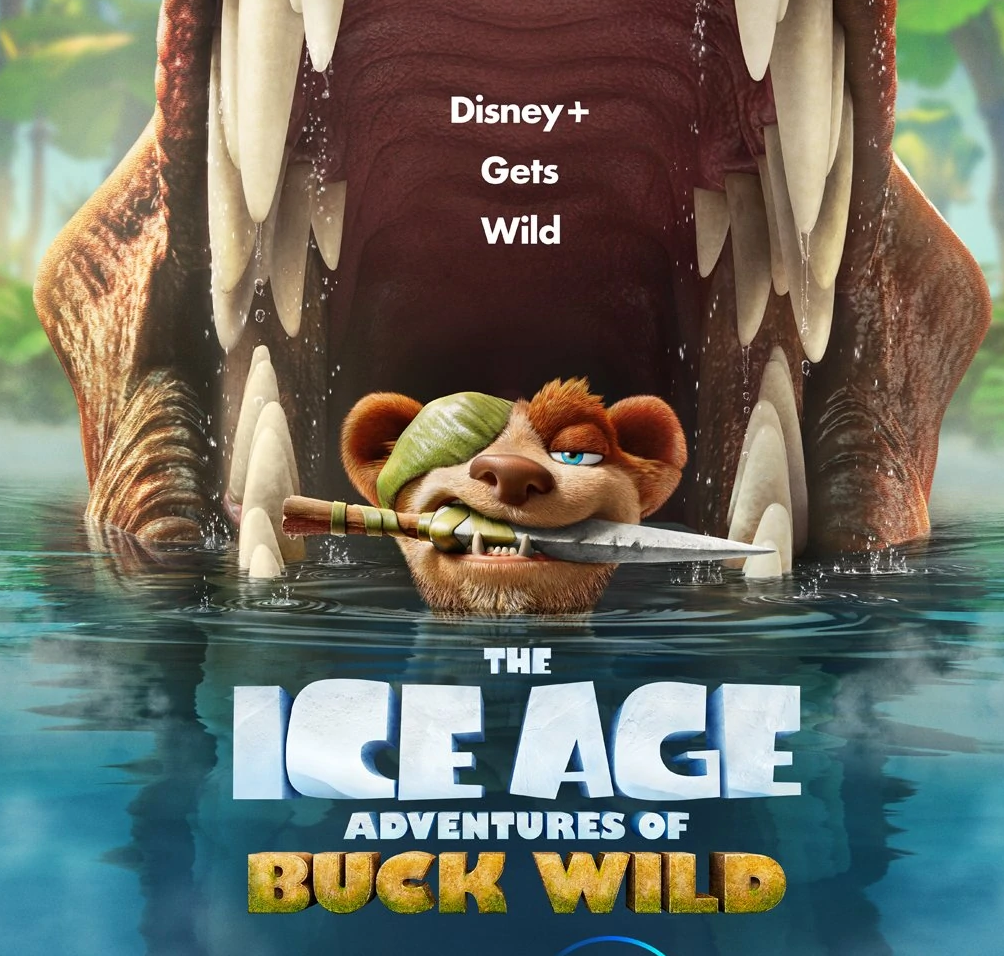 Disney+
Gets
Wild
THE
ICE AGE
ADVENTURES OF
BUCK WILD